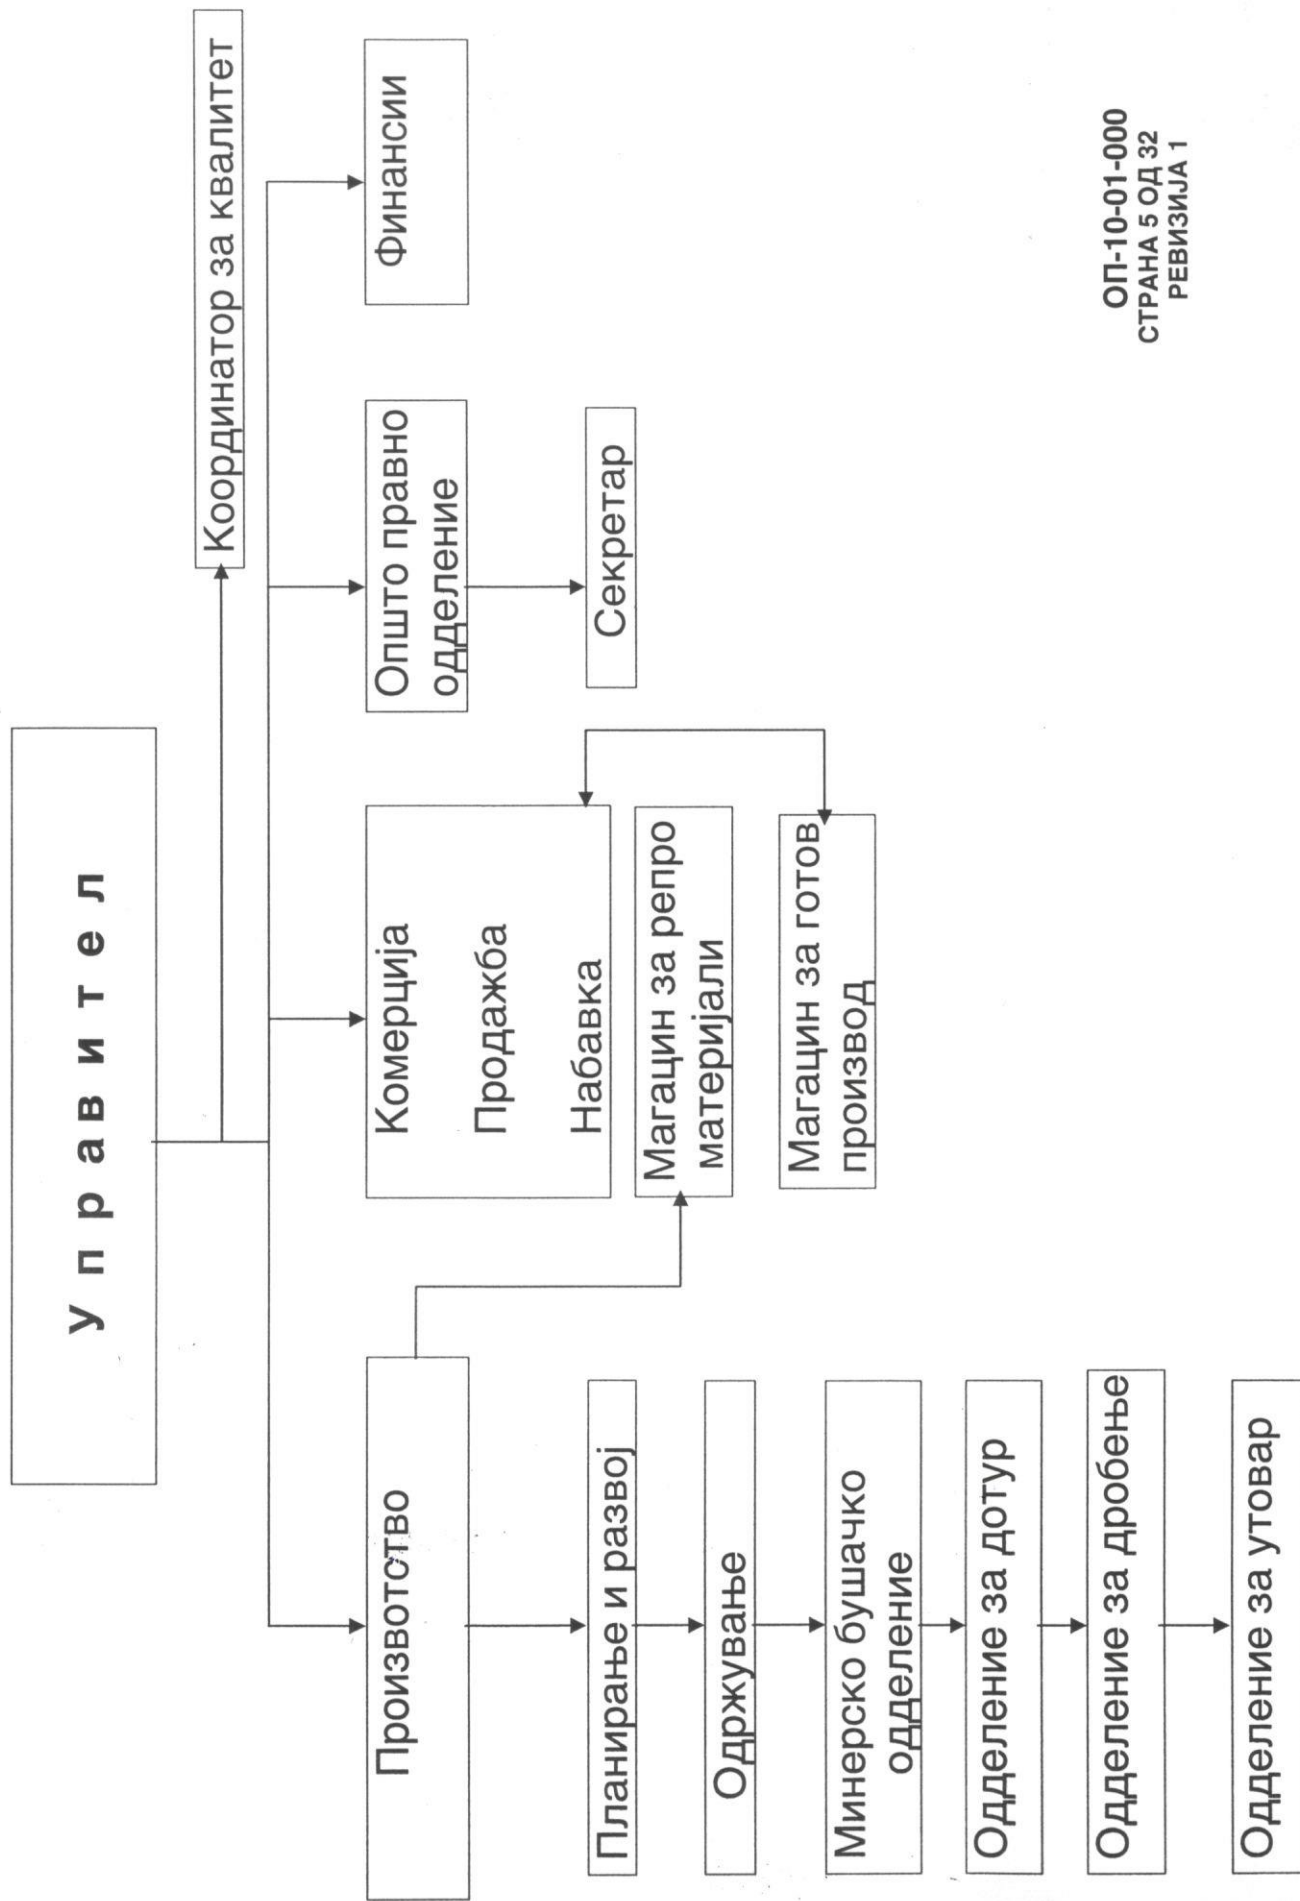 У п р а в и т е л
Координатор за квалитет
Произвотство
Комерција
Продажба
Набавка
Општо правно
одделение
Финансии
Планирање и развој
Магацин за репро
материјали
Секретар
Одржување
Магацин за готов
производ
Минерско бушачко
одделение
Одделение за дотур
Одделение за дробење
Одделение за утовар
ОП-10-01-000
СТРАНА 5 ОД 32
РЕВИЗИЈА 1